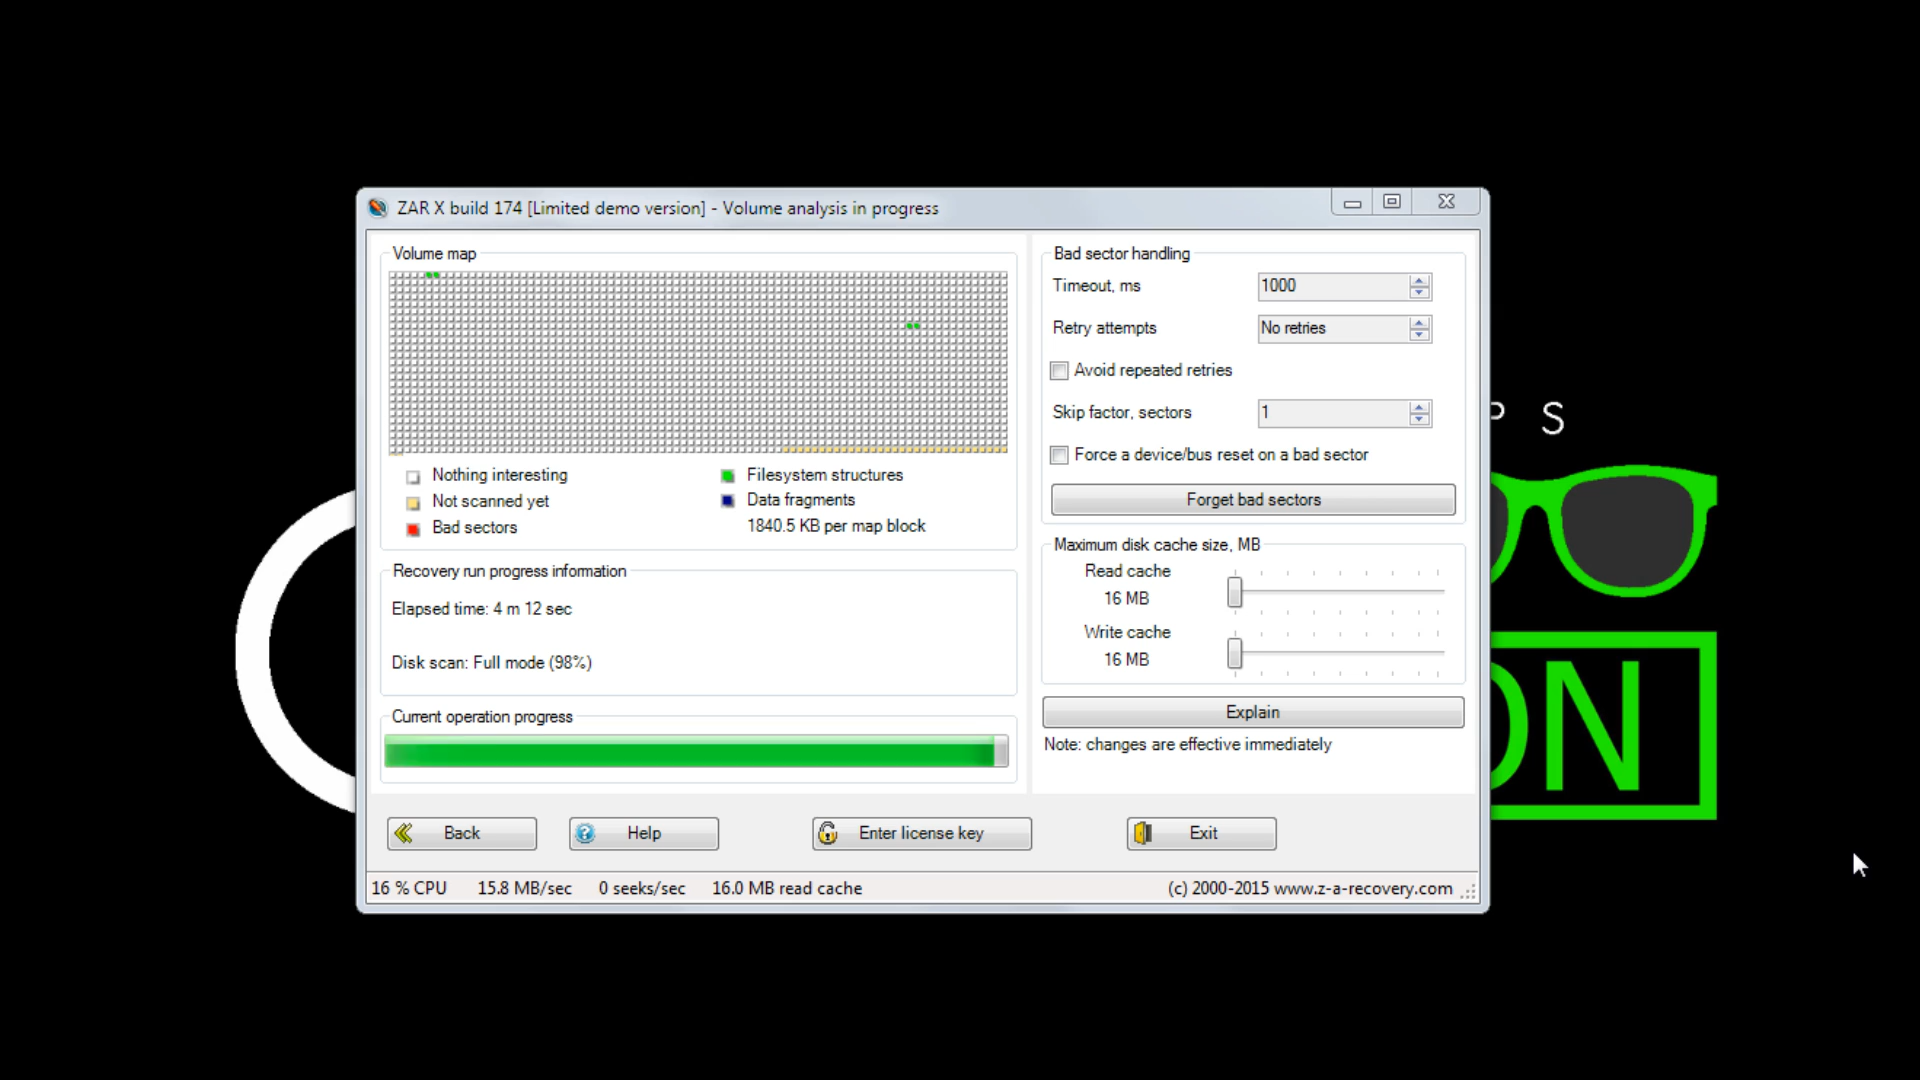 ZAR X build 174 [Limited demo version] - Volume analysis in progress
Volume map
Nothing interesting
Not scanned yet
Bad sectors
Filesystem structures
Data fragments
1840.5 KB per map block
Recovery run progress information
Elapsed time: 4 m 12 sec
Disk scan: Full mode (98%)
Current operation progress
Bad sector handling
Timeout, ms 1000
Retry attempts No retries
Avoid repeated retries
Skip factor, sectors 1
Force a device/bus reset on a bad sector
Forget bad sectors
Maximum disk cache size, MB
Read cache
16 MB
Write cache
16 MB
Explain
Note: changes are effective immediately
Back Help Enter license key Exit
16 % CPU 15.8 MB/sec 0 seeks/sec 16.0 MB read cache (c) 2000-2015 www.z-a-recovery.com
P S
ON